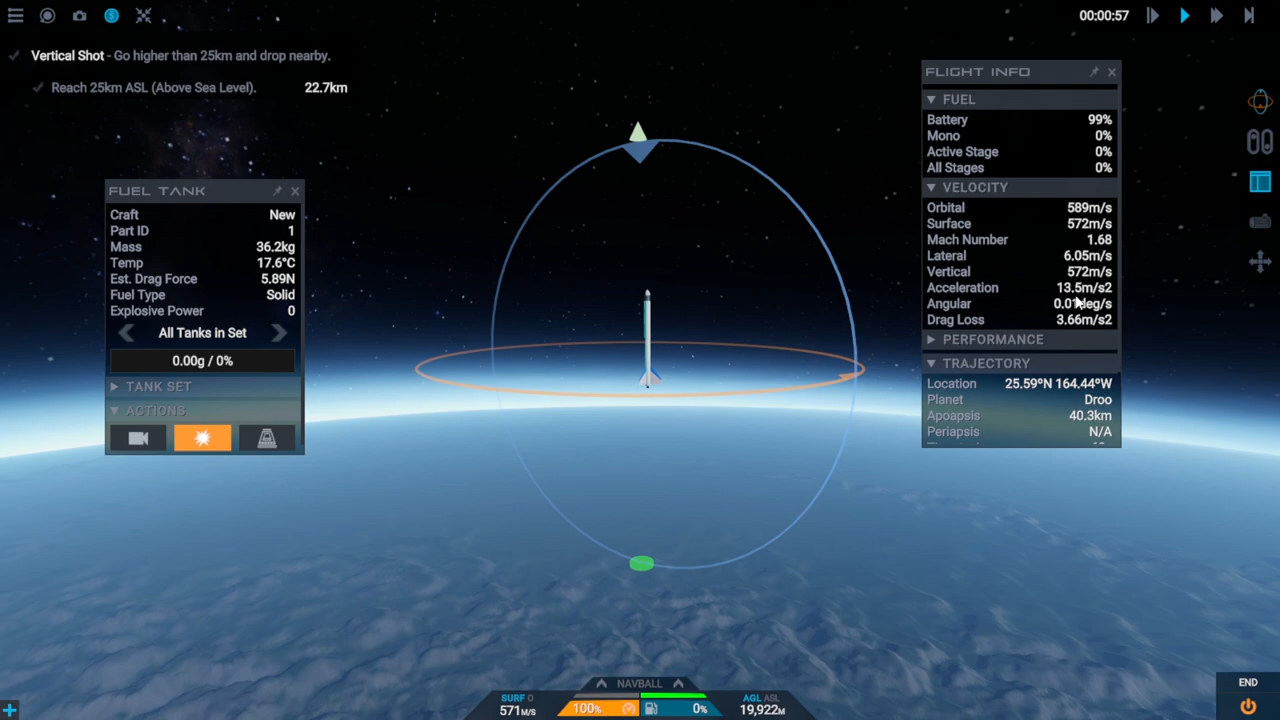 00:00:57
Vertical Shot - Go higher than 25km and drop nearby.
Reach 25km ASL (Above Sea Level). 22.7km
FUEL TANK
Craft New
Part ID 1
Mass 36.2kg
Temp 17.6°C
Est. Drag Force 5.89N
Fuel Type Solid
Explosive Power 0
All Tanks in Set
0.00g / 0%
TANK SET
ACTIONS
FLIGHT INFO
FUEL
Battery 99%
Mono 0%
Active Stage 0%
All Stages 0%
VELOCITY
Orbital 589m/s
Surface 572m/s
Mach Number 1.68
Lateral 6.05m/s
Vertical 572m/s
Acceleration 13.5m/s2
Angular
Drag Loss 3.66m/s2
PERFORMANCE
TRAJECTORY
Location 25.59ºN 164.44ºW
Planet Droo
Apoapsis 40.3km
Periapsis N/A
NAVBALL
SURF O
571M/S
100%
0%
AGL ASL
19,922M
END